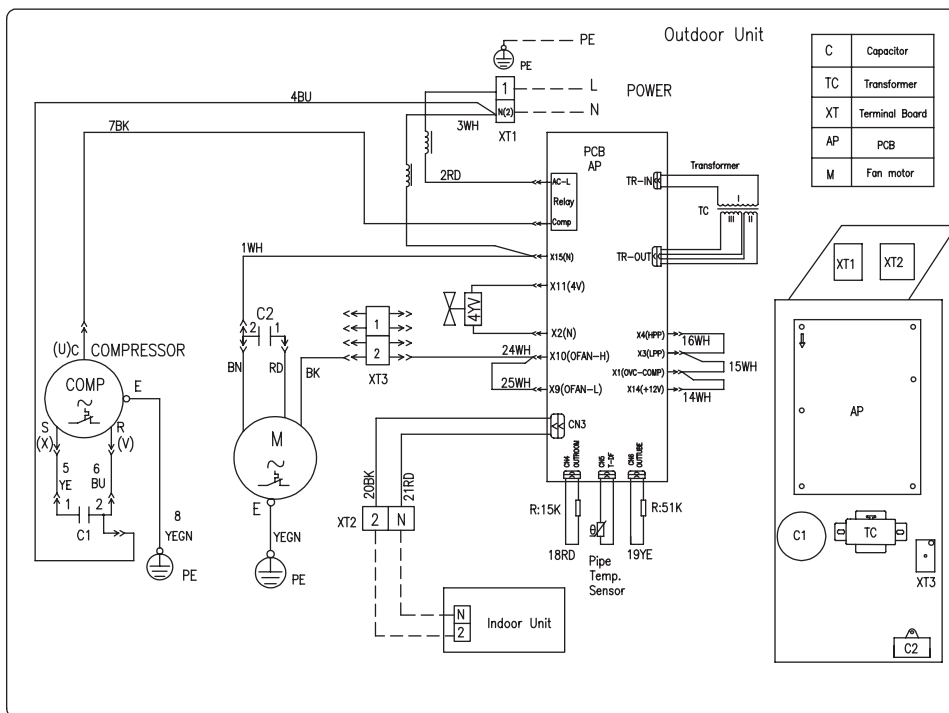 Outdoor Unit
PE
PE
1
L
POWER
N(2)
N
XT1
4BU
3WH
7BK
2RD
1WH
C Capacitor
TC Transformer
XT Terminal Board
AP PCB
M Fan motor
PCB
AP
AC-L
Relay
Comp
X15(N)
X11(4V)
X2(N)
X10(OFAN-H)
X9(OFAN-L)
CN3
TR-IN
TR-OUT
Transformer
TC
I
III
II
X4(HPP)
X3(LPP)
X1(OVC-COMP)
X14(+12V)
16WH
15WH
14WH
4YV
24WH
25WH
1
2
XT3
C2
2
1
BN
RD
BK
M
E
YEGN
PE
(U)C
COMPRESSOR
COMP
E
S
(X)
R
(V)
5
YE
6
BU
1
2
C1
8
YEGN
PE
20BK
21RD
XT2
2
N
CN4
OUTROOM
CN5
T-DF
CN6
OUTTUBE
R:15K
18RD
θ
Pipe
Temp.
Sensor
R:51K
19YE
N
2
Indoor Unit
XT1
XT2
AP
C1
TC
XT3
C2